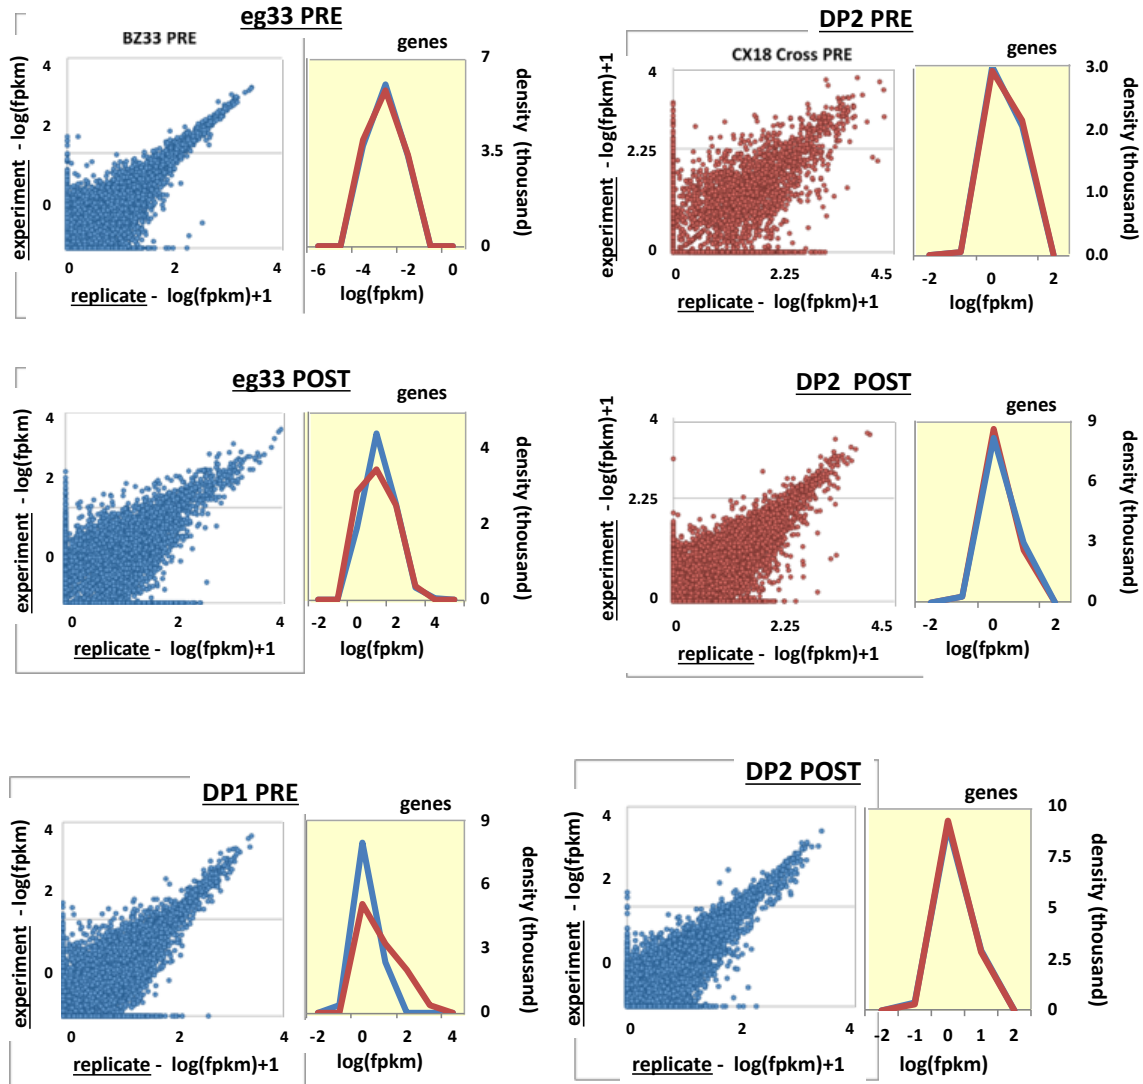 eg33 PRE
BZ33 PRE
genes
experiment - log(fpkm)
4
2
0
0
2
4
replicate - log(fpkm)+1
7
3.5
0
density (thousand)
-6
-4
-2
0
log(fpkm)
DP2 PRE
CX18 Cross PRE
genes
experiment - log(fpkm)+1
4
2.25
0
0
2.25
4.5
replicate - log(fpkm)+1
3.0
2.0
1.0
0.0
density (thousand)
-2
0
2
log(fpkm)
eg33 POST
genes
experiment - log(fpkm)
4
2
0
0
2
4
replicate - log(fpkm)+1
4
2
0
density (thousand)
-2
0
2
4
log(fpkm)
DP2 POST
genes
experiment - log(fpkm)+1
4
2.25
0
0
2.25
4.5
replicate - log(fpkm)+1
9
6
3
0
density (thousand)
-2
0
2
log(fpkm)
DP1 PRE
genes
experiment - log(fpkm)
4
2
0
0
2
4
replicate - log(fpkm)+1
9
6
3
0
density (thousand)
-2
0
2
4
log(fpkm)
DP2 POST
genes
experiment - log(fpkm)
4
2
0
0
2
4
replicate - log(fpkm)+1
10
7.5
5
2.5
0
density (thousand)
-2
-1
0
1
2
log(fpkm)